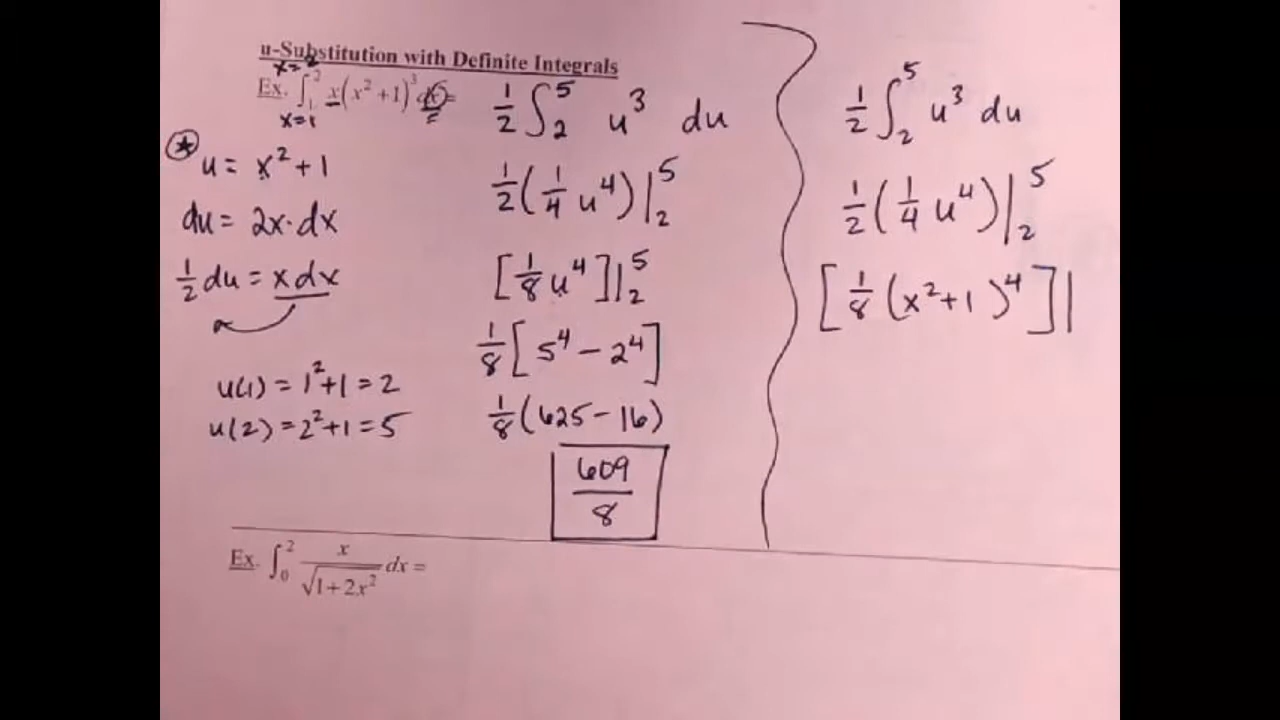 u-Substitution with Definite Integrals
x=2
Ex. ∫₁² x(x² + 1)³ dx =
x=1
u = x² + 1
du = 2x·dx
½ du = x dx
u(1) = 1² + 1 = 2
u(2) = 2² + 1 = 5
½ ∫₂⁵ u³ du
½ (¼ u⁴) |₂⁵
[⅛ u⁴] |₂⁵
⅛ [5⁴ − 2⁴]
⅛ (625 − 16)
609/8
½ ∫₂⁵ u³ du
½ (¼ u⁴) |₂⁵
[⅛ (x² + 1)⁴] |
Ex. ∫₀² x/√(1 + 2x²) dx =